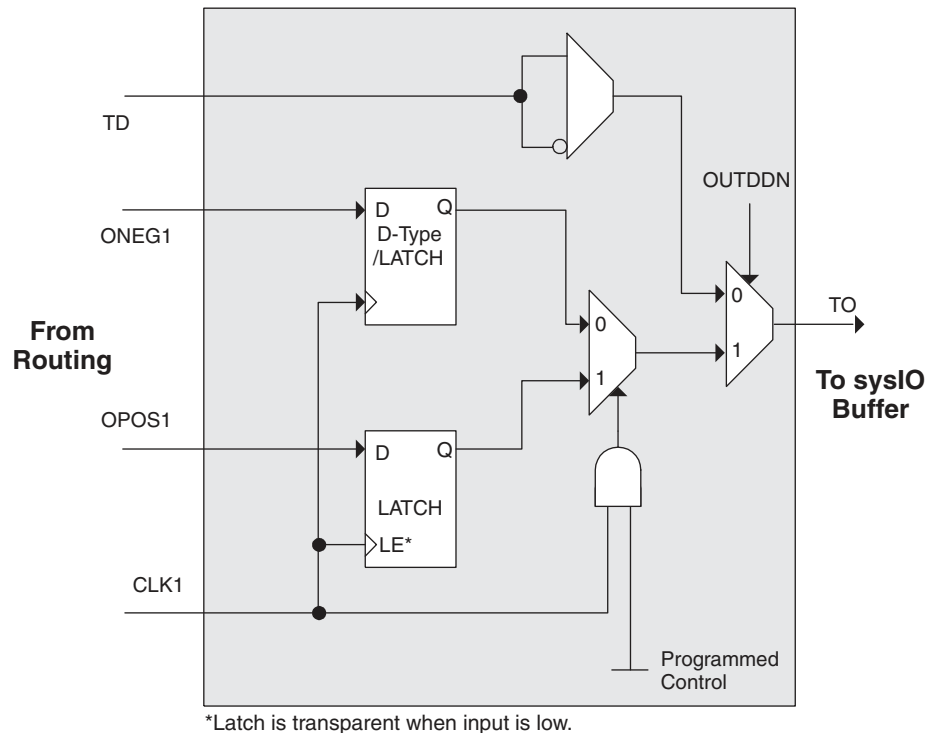 TD
OUTDDN
ONEG1
D
Q
D-Type
/LATCH
0
TO
From
Routing
0
1
1
To sysIO
Buffer
OPOS1
D
Q
LATCH
LE*
CLK1
Programmed
Control
*Latch is transparent when input is low.